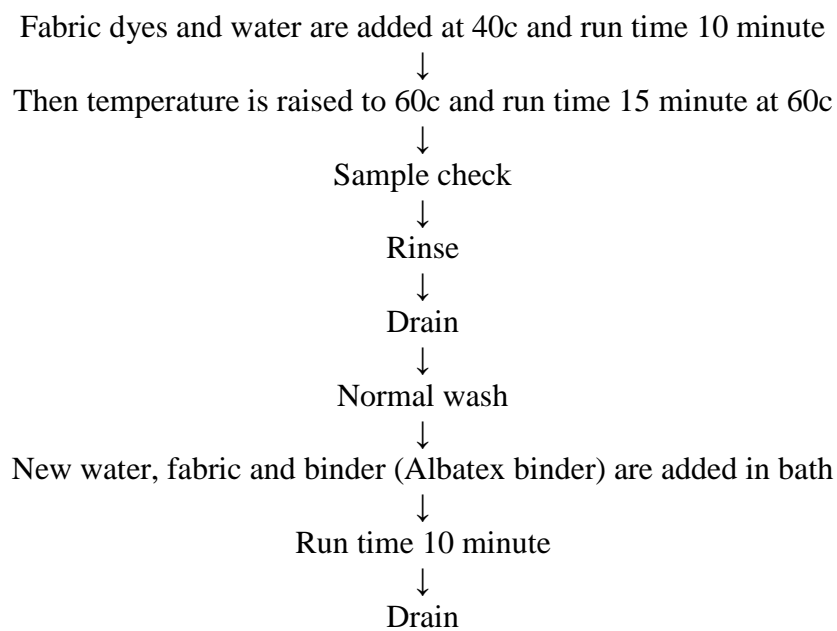 Fabric dyes and water are added at 40c and run time 10 minute
↓
Then temperature is raised to 60c and run time 15 minute at 60c
↓
Sample check
↓
Rinse
↓
Drain
↓
Normal wash
↓
New water, fabric and binder (Albatex binder) are added in bath
↓
Run time 10 minute
↓
Drain